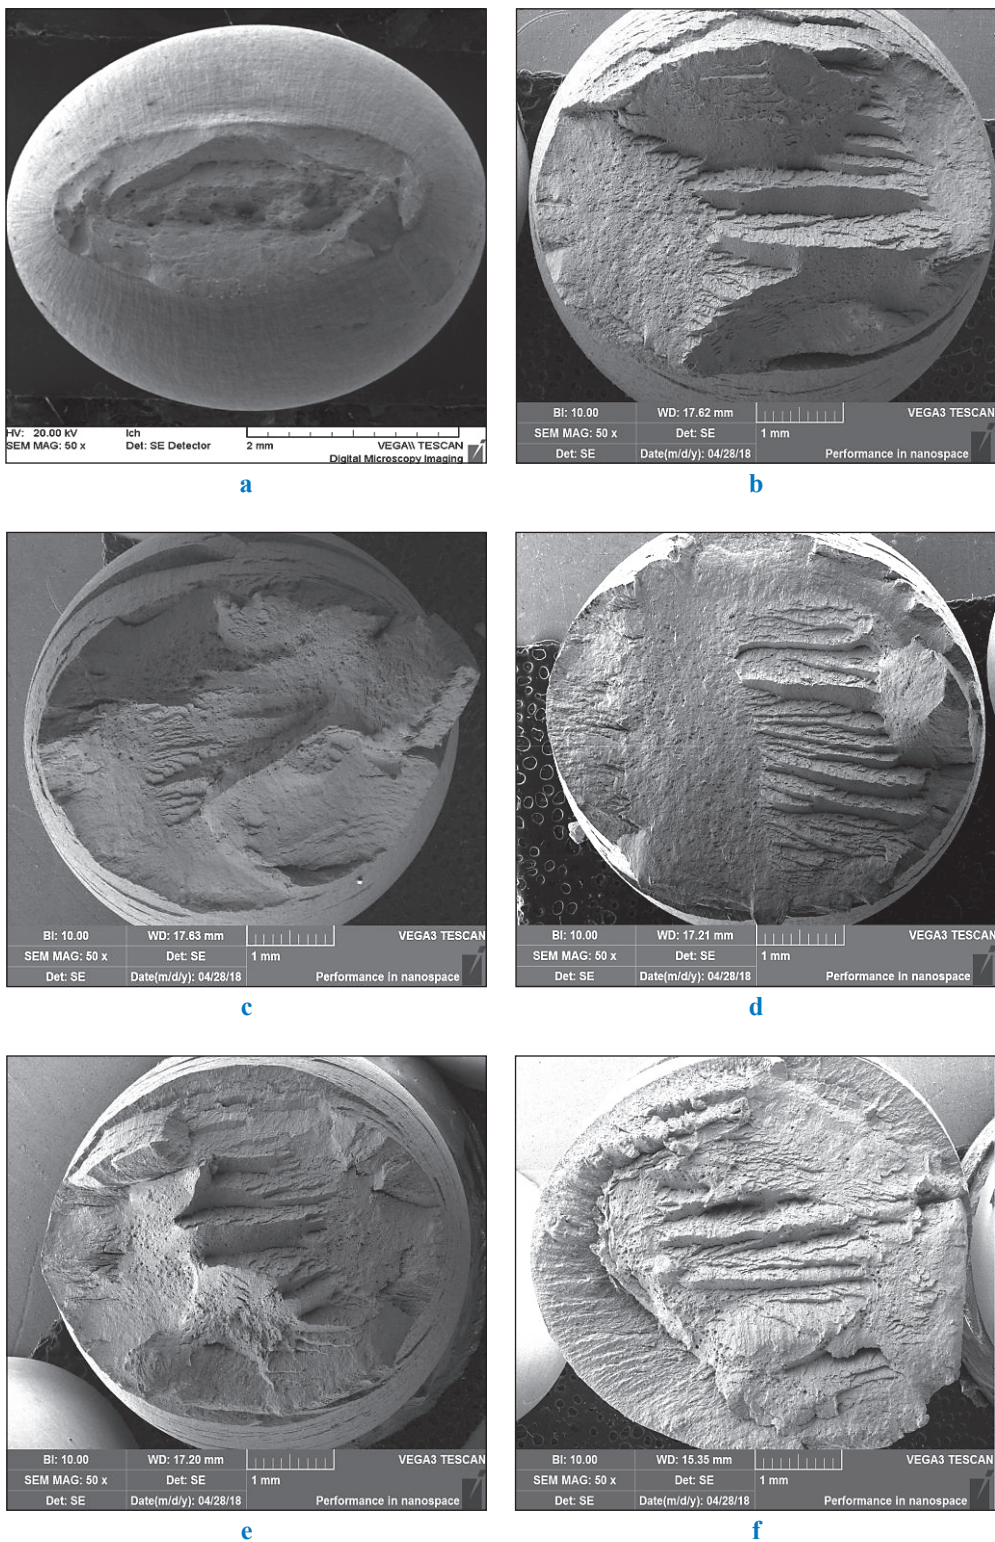 HV: 20.00 kV lch
SEM MAG: 50 x Det: SE Detector 2 mm VEGA\\ TESCAN
Digital Microscopy Imaging
a
BI: 10.00 WD: 17.62 mm VEGA3 TESCAN
SEM MAG: 50 x Det: SE 1 mm
Det: SE Date(m/d/y): 04/28/18 Performance in nanospace
b
BI: 10.00 WD: 17.63 mm VEGA3 TESCAN
SEM MAG: 50 x Det: SE 1 mm
Det: SE Date(m/d/y): 04/28/18 Performance in nanospace
c
BI: 10.00 WD: 17.21 mm VEGA3 TESCAN
SEM MAG: 50 x Det: SE 1 mm
Det: SE Date(m/d/y): 04/28/18 Performance in nanospace
d
BI: 10.00 WD: 17.20 mm VEGA3 TESCAN
SEM MAG: 50 x Det: SE 1 mm
Det: SE Date(m/d/y): 04/28/18 Performance in nanospace
e
BI: 10.00 WD: 15.35 mm VEGA3 TESCAN
SEM MAG: 50 x Det: SE 1 mm
Det: SE Date(m/d/y): 04/28/18 Performance in nanospace
f